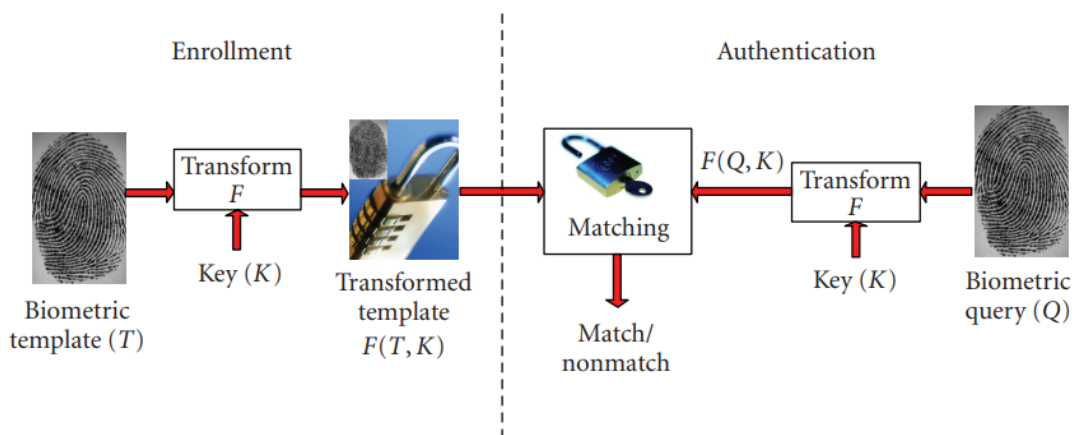 Enrollment
Transform
F
Key (K)
Biometric
template (T)
Transformed
template
F(T, K)
Authentication
Matching
Match/
nonmatch
F(Q, K)
Transform
F
Key (K)
Biometric
query (Q)